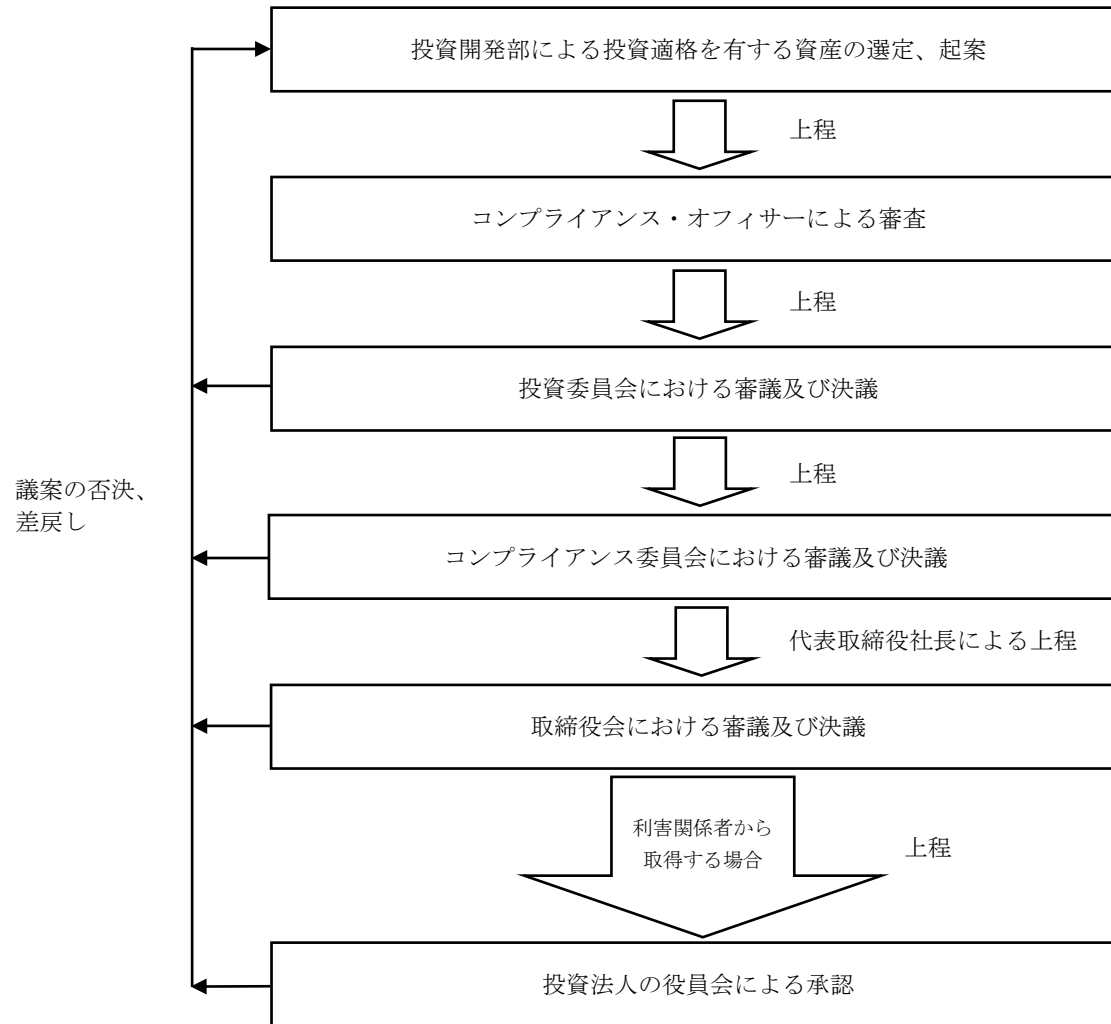 投資開発部による投資適格を有する資産の選定、起案
上程
コンプライアンス・オフィサーによる審査
上程
投資委員会における審議及び決議
上程
議案の否決、
差戻し
コンプライアンス委員会における審議及び決議
代表取締役社長による上程
取締役会における審議及び決議
利害関係者から
取得する場合
上程
投資法人の役員会による承認